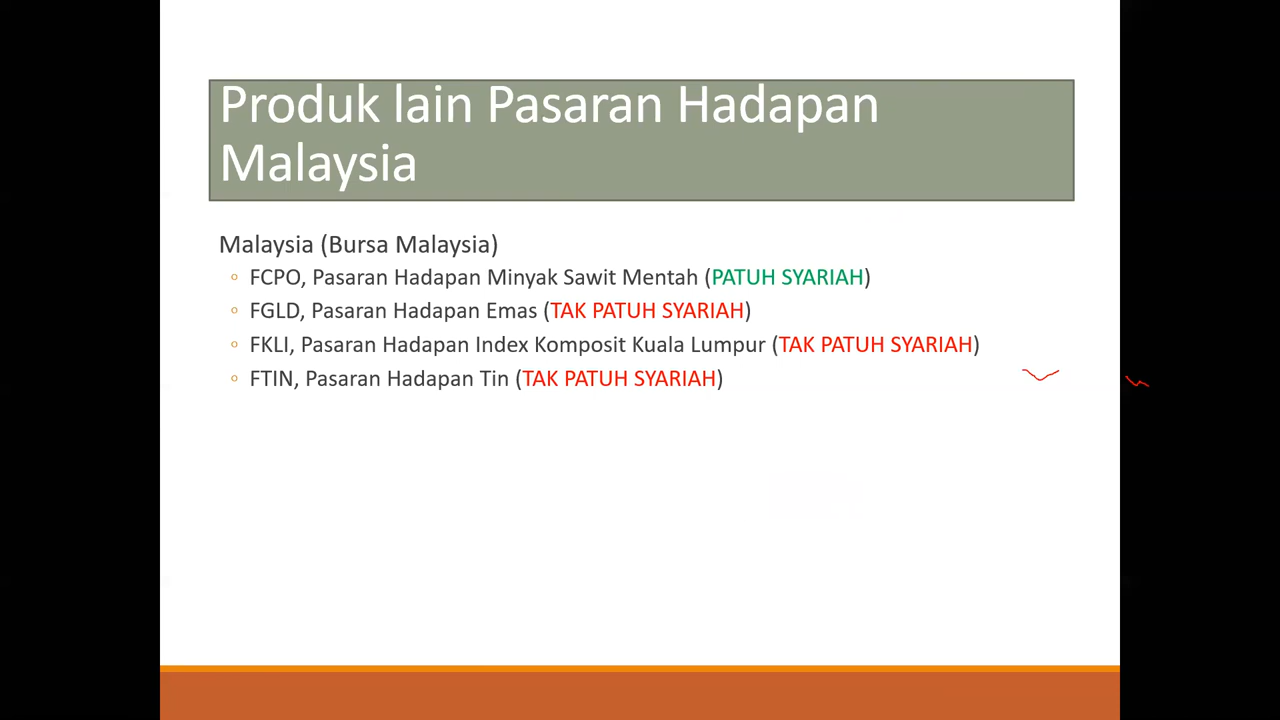 Produk lain Pasaran Hadapan
Malaysia
Malaysia (Bursa Malaysia)
FCPO, Pasaran Hadapan Minyak Sawit Mentah (PATUH SYARIAH)
FGLD, Pasaran Hadapan Emas (TAK PATUH SYARIAH)
FKLI, Pasaran Hadapan Index Komposit Kuala Lumpur (TAK PATUH SYARIAH)
FTIN, Pasaran Hadapan Tin (TAK PATUH SYARIAH)